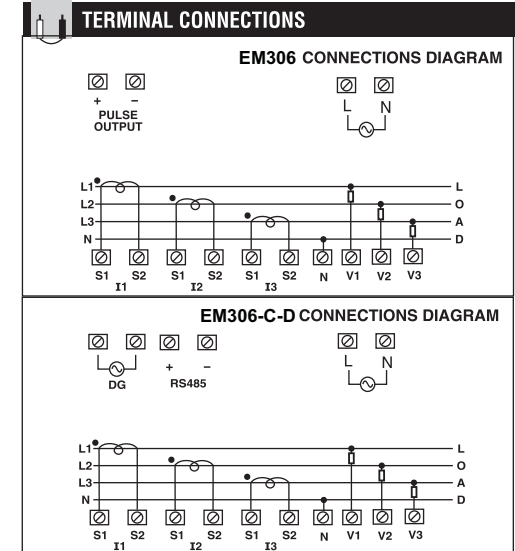 TERMINAL CONNECTIONS
EM306 CONNECTIONS DIAGRAM
+ −
PULSE
OUTPUT
L N
L1 L
L2 O
L3 A
N D
S1 S2 S1 S2 S1 S2 N V1 V2 V3
I1 I2 I3
EM306-C-D CONNECTIONS DIAGRAM
L N
+ −
DG RS485
L1 L
L2 O
L3 A
N D
S1 S2 S1 S2 S1 S2 N V1 V2 V3
I1 I2 I3